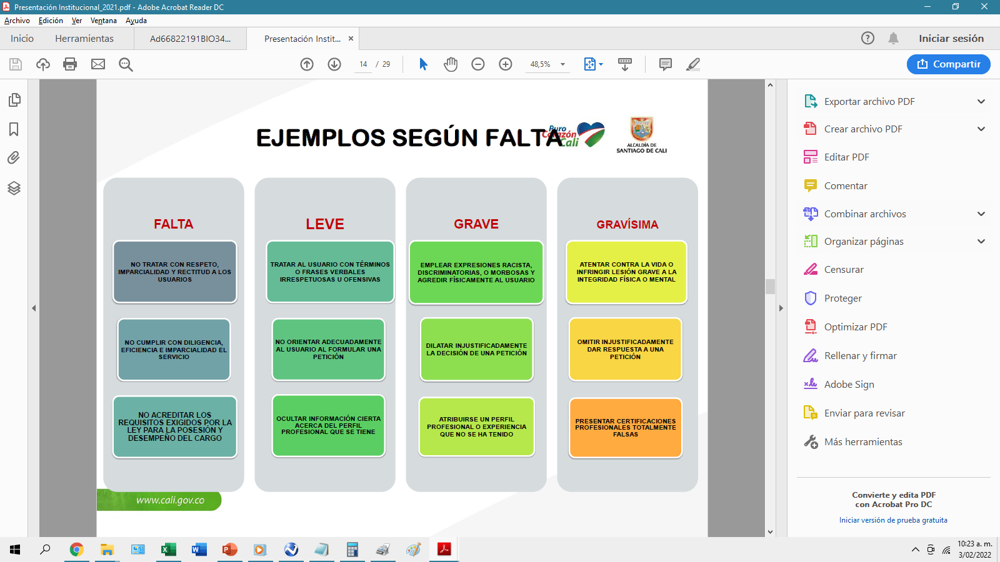 Presentación Institucional_2021.pdf - Adobe Acrobat Reader DC
Archivo Edición Ver Ventana Ayuda
Inicio Herramientas Ad66822191BIO34... Presentación Instit... × Iniciar sesión
14 / 29 48,5% Compartir
EJEMPLOS SEGÚN FALTA
Puro
Corazón
Cali
ALCALDÍA DE
SANTIAGO DE CALI
FALTA
NO TRATAR CON RESPETO,
IMPARCIALIDAD Y RECTITUD A LOS
USUARIOS
NO CUMPLIR CON DILIGENCIA,
EFICIENCIA E IMPARCIALIDAD EL
SERVICIO
NO ACREDITAR LOS
REQUISITOS EXIGIDOS POR LA
LEY PARA LA POSESIÓN Y
DESEMPEÑO DEL CARGO
LEVE
TRATAR AL USUARIO CON TÉRMINOS
O FRASES VERBALES
IRRESPETUOSAS U OFENSIVAS
NO ORIENTAR ADECUADAMENTE
AL USUARIO AL FORMULAR UNA
PETICIÓN
OCULTAR INFORMACIÓN CIERTA
ACERCA DEL PERFIL
PROFESIONAL QUE SE TIENE
GRAVE
EMPLEAR EXPRESIONES RACISTA,
DISCRIMINATORIAS, O MORBOSAS Y
AGREDIR FÍSICAMENTE AL USUARIO
DILATAR INJUSTIFICADAMENTE
LA DECISIÓN DE UNA PETICIÓN
ATRIBUIRSE UN PERFIL
PROFESIONAL O EXPERIENCIA
QUE NO SE HA TENIDO
GRAVÍSIMA
ATENTAR CONTRA LA VIDA O
INFRINGIR LESIÓN GRAVE A LA
INTEGRIDAD FÍSICA O MENTAL
OMITIR INJUSTIFICADAMENTE
DAR RESPUESTA A UNA
PETICIÓN
PRESENTAR CERTIFICACIONES
PROFESIONALES TOTALMENTE
FALSAS
www.cali.gov.co
Exportar archivo PDF
Crear archivo PDF
Editar PDF
Comentar
Combinar archivos
Organizar páginas
Censurar
Proteger
Optimizar PDF
Rellenar y firmar
Adobe Sign
Enviar para revisar
Más herramientas
Convierte y edita PDF
con Acrobat Pro DC
Iniciar versión de prueba gratuita
10:23 a. m.
3/02/2022